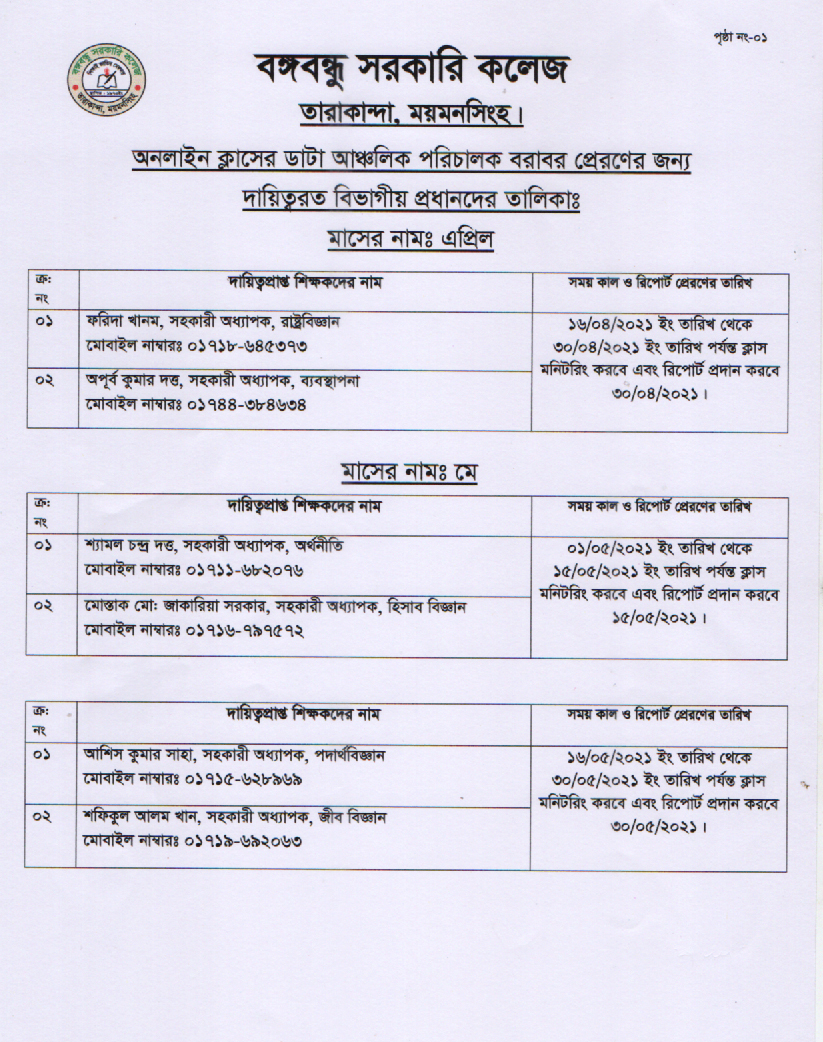 পৃষ্ঠা নং-০১
বঙ্গবন্ধু সরকারি কলেজ
তারাকান্দা, ময়মনসিংহ।
অনলাইন ক্লাসের ডাটা আঞ্চলিক পরিচালক বরাবর প্রেরণের জন্য
দায়িত্বরত বিভাগীয় প্রধানদের তালিকাঃ
মাসের নামঃ এপ্রিল
ক্র: নং
দায়িত্বপ্রাপ্ত শিক্ষকদের নাম
সময় কাল ও রিপোর্ট প্রেরণের তারিখ
০১
ফরিদা খানম, সহকারী অধ্যাপক, রাষ্ট্রবিজ্ঞান
মোবাইল নাম্বারঃ ০১৭১৮-৬৪৫৩৭৩
০২
অপূর্ব কুমার দত্ত, সহকারী অধ্যাপক, ব্যবস্থাপনা
মোবাইল নাম্বারঃ ০১৭৪৪-৩৮৪৬৩৪
১৬/০৪/২০২১ ইং তারিখ থেকে
৩০/০৪/২০২১ ইং তারিখ পর্যন্ত ক্লাস
মনিটরিং করবে এবং রিপোর্ট প্রদান করবে
৩০/০৪/২০২১।
মাসের নামঃ মে
ক্র: নং
দায়িত্বপ্রাপ্ত শিক্ষকদের নাম
সময় কাল ও রিপোর্ট প্রেরণের তারিখ
০১
শ্যামল চন্দ্র দত্ত, সহকারী অধ্যাপক, অর্থনীতি
মোবাইল নাম্বারঃ ০১৭১১-৬৮২০৭৬
০২
মোস্তাক মো: জাকারিয়া সরকার, সহকারী অধ্যাপক, হিসাব বিজ্ঞান
মোবাইল নাম্বারঃ ০১৭১৬-৭৯৭৫৭২
০১/০৫/২০২১ ইং তারিখ থেকে
১৫/০৫/২০২১ ইং তারিখ পর্যন্ত ক্লাস
মনিটরিং করবে এবং রিপোর্ট প্রদান করবে
১৫/০৫/২০২১।
ক্র: নং
দায়িত্বপ্রাপ্ত শিক্ষকদের নাম
সময় কাল ও রিপোর্ট প্রেরণের তারিখ
০১
আশিস কুমার সাহা, সহকারী অধ্যাপক, পদার্থবিজ্ঞান
মোবাইল নাম্বারঃ ০১৭১৫-৬২৮৯৬৯
০২
শফিকুল আলম খান, সহকারী অধ্যাপক, জীব বিজ্ঞান
মোবাইল নাম্বারঃ ০১৭১৯-৬৯২০৬৩
১৬/০৫/২০২১ ইং তারিখ থেকে
৩০/০৫/২০২১ ইং তারিখ পর্যন্ত ক্লাস
মনিটরিং করবে এবং রিপোর্ট প্রদান করবে
৩০/০৫/২০২১।